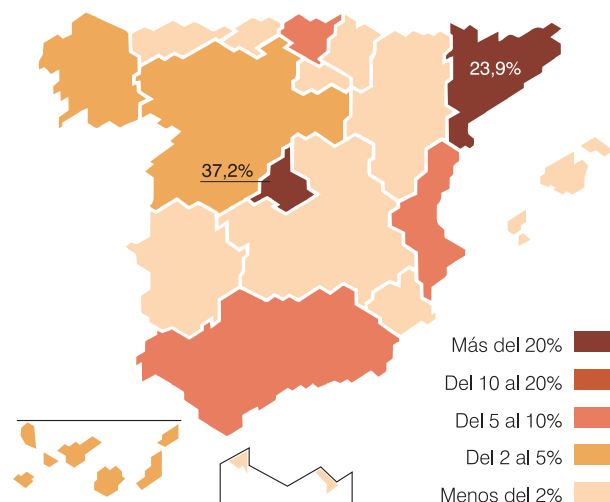 23,9%
37,2%
Más del 20%
Del 10 al 20%
Del 5 al 10%
Del 2 al 5%
Menos del 2%